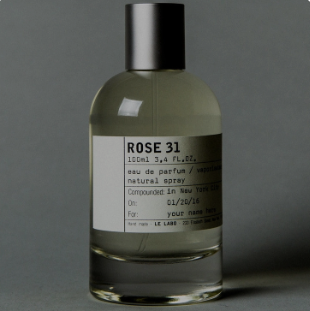 ROSE 31
100ml 3,4 FL.OZ.
eau de parfum /
natural spray
Compounded: in New York
On: 01/20/16
For: your name here
LE LABO